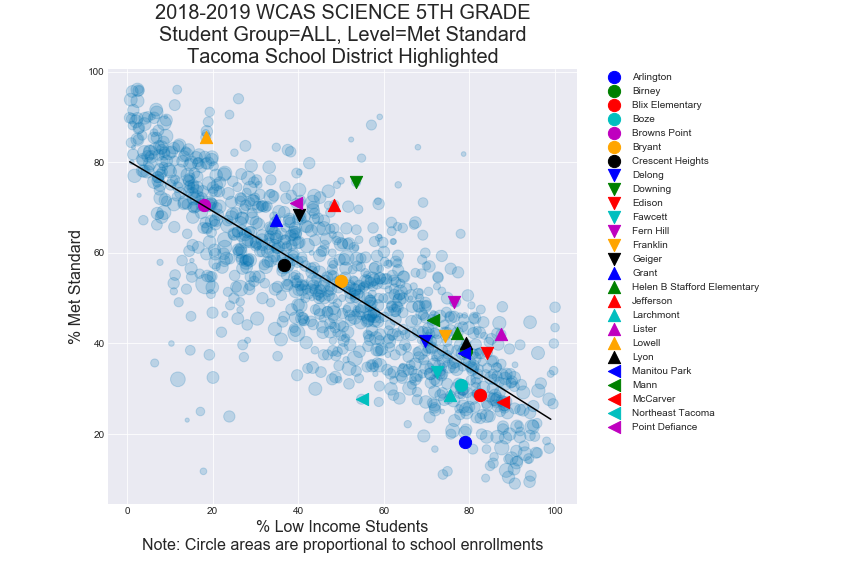 2018-2019 WCAS SCIENCE 5TH GRADE
Student Group=ALL, Level=Met Standard
Tacoma School District Highlighted
% Met Standard
100
80
60
40
20
0
20
40
60
80
100
% Low Income Students
Note: Circle areas are proportional to school enrollments
Arlington
Birney
Blix Elementary
Boze
Browns Point
Bryant
Crescent Heights
Delong
Downing
Edison
Fawcett
Fern Hill
Franklin
Geiger
Grant
Helen B Stafford Elementary
Jefferson
Larchmont
Lister
Lowell
Lyon
Manitou Park
Mann
McCarver
Northeast Tacoma
Point Defiance